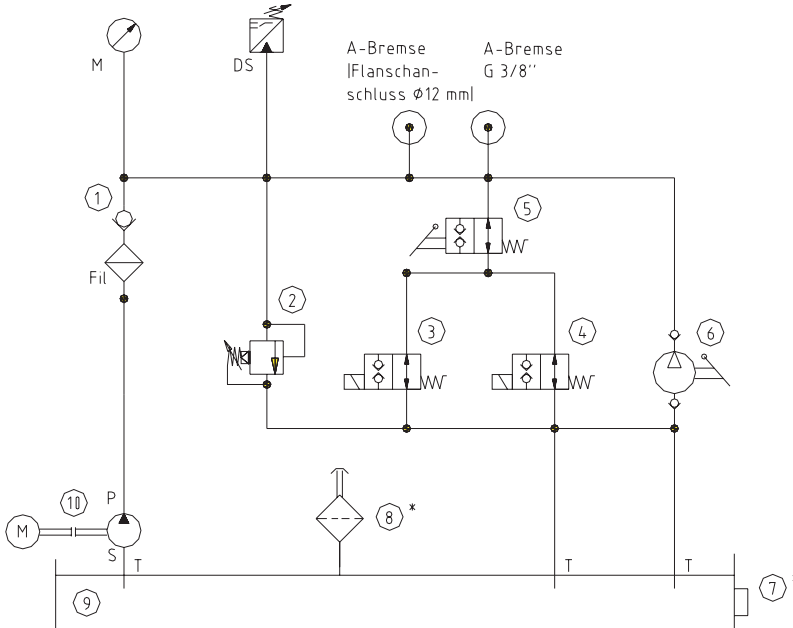 M
DS
A-Bremse
|Flanschan-
schluss ϕ12 mm|
A-Bremse
G 3/8''
1
5
Fil
2
3
4
6
P
10
M
8 *
S
T
T
T
9
7